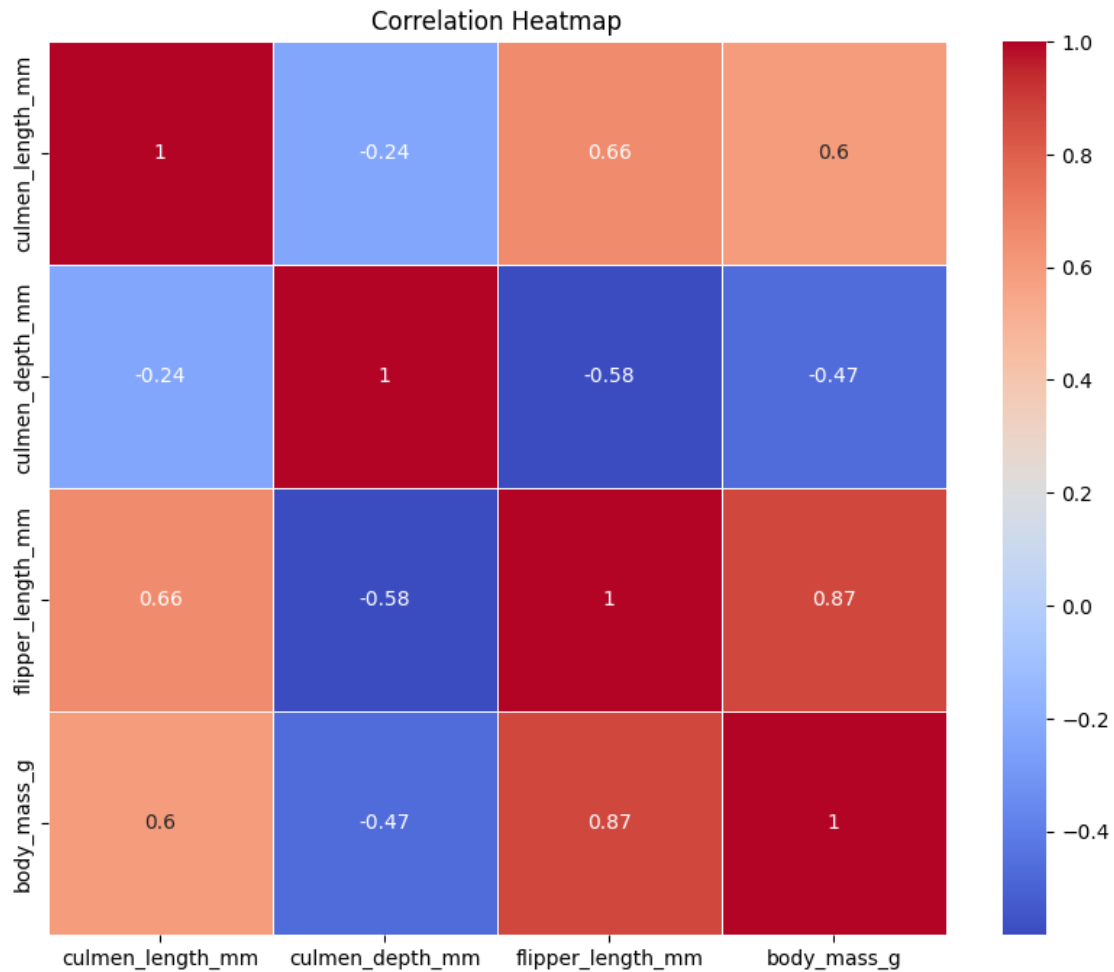 Correlation Heatmap
culmen_length_mm
1
-0.24
0.66
0.6
culmen_depth_mm
-0.24
1
-0.58
-0.47
flipper_length_mm
0.66
-0.58
1
0.87
body_mass_g
0.6
-0.47
0.87
1
culmen_length_mm
culmen_depth_mm
flipper_length_mm
body_mass_g
1.0
0.8
0.6
0.4
0.2
0.0
−0.2
−0.4